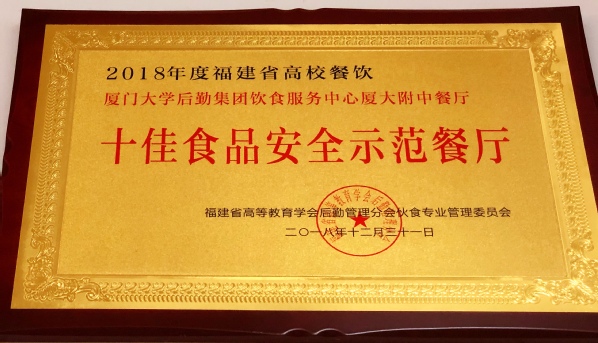 2018年度福建省高校餐饮
厦门大学后勤集团饮食服务中心厦大附中餐厅
十佳食品安全示范餐厅
福建省高等教育学会后勤管理分会伙食专业管理委员会
二〇一八年十二月三十一日